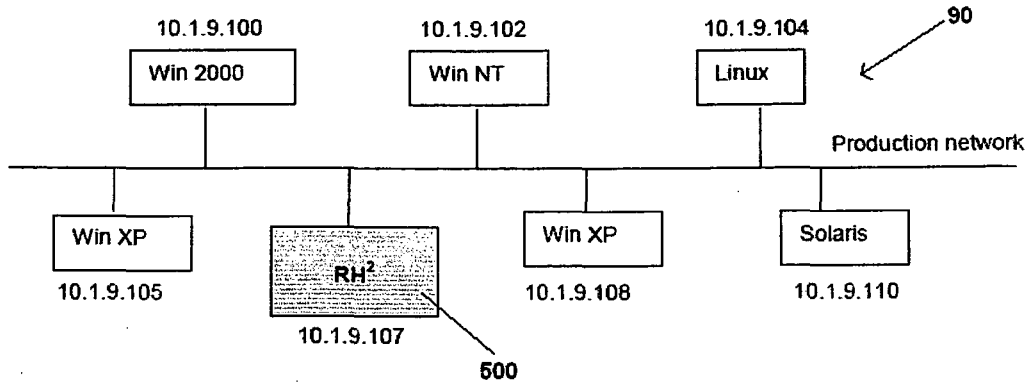 10.1.9.100
10.1.9.102
10.1.9.104
90
Win 2000
Win NT
Linux
Production network
Win XP
RH²
Win XP
Solaris
10.1.9.105
10.1.9.107
10.1.9.108
10.1.9.110
500